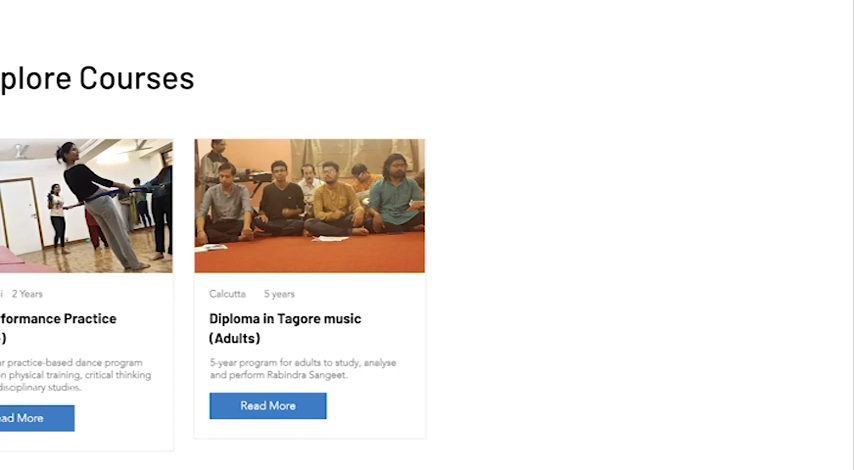 plore Courses
i 2 Years
formance Practice
)
ar practice-based dance program
n physical training, critical thinking
disciplinary studies.
ad More
Calcutta 5 years
Diploma in Tagore music
(Adults)
5-year program for adults to study, analyse
and perform Rabindra Sangeet.
Read More